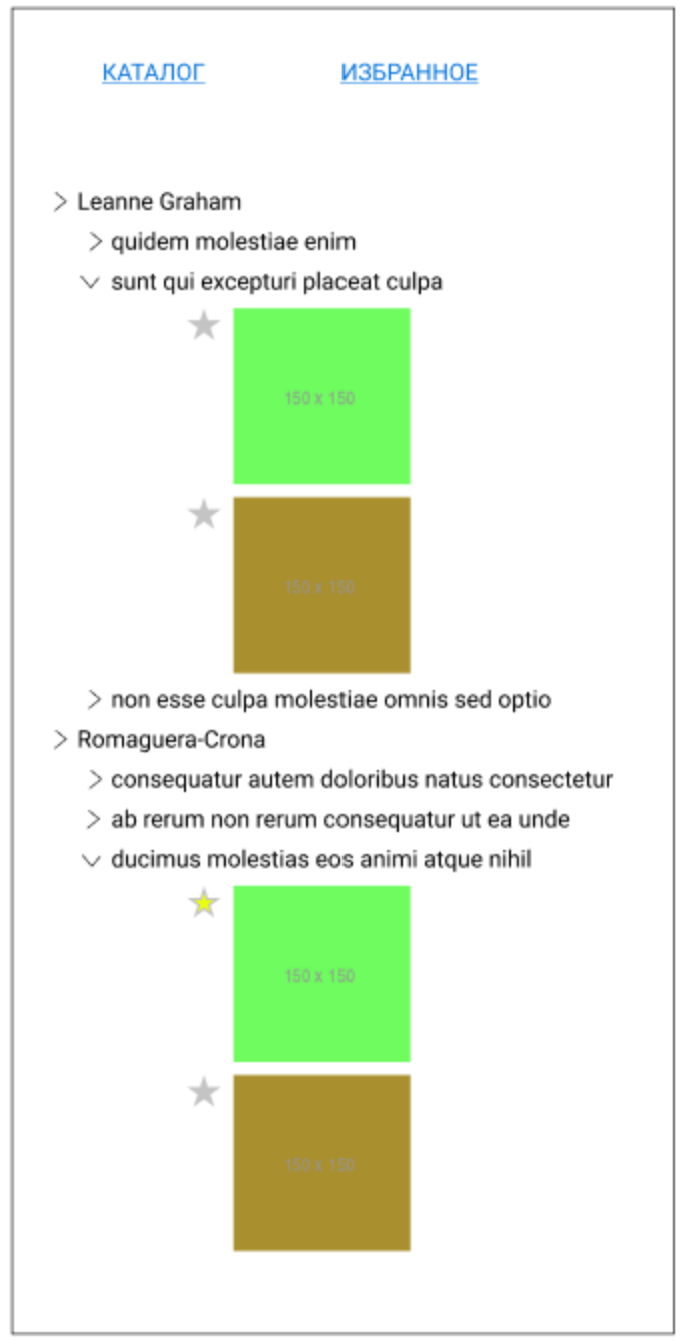 КАТАЛОГ ИЗБРАННОЕ
Leanne Graham
quidem molestiae enim
sunt qui excepturi placeat culpa
150 x 150
150 x 150
non esse culpa molestiae omnis sed optio
Romaguera-Crona
consequatur autem doloribus natus consectetur
ab rerum non rerum consequatur ut ea unde
ducimus molestias eos animi atque nihil
150 x 150
150 x 150